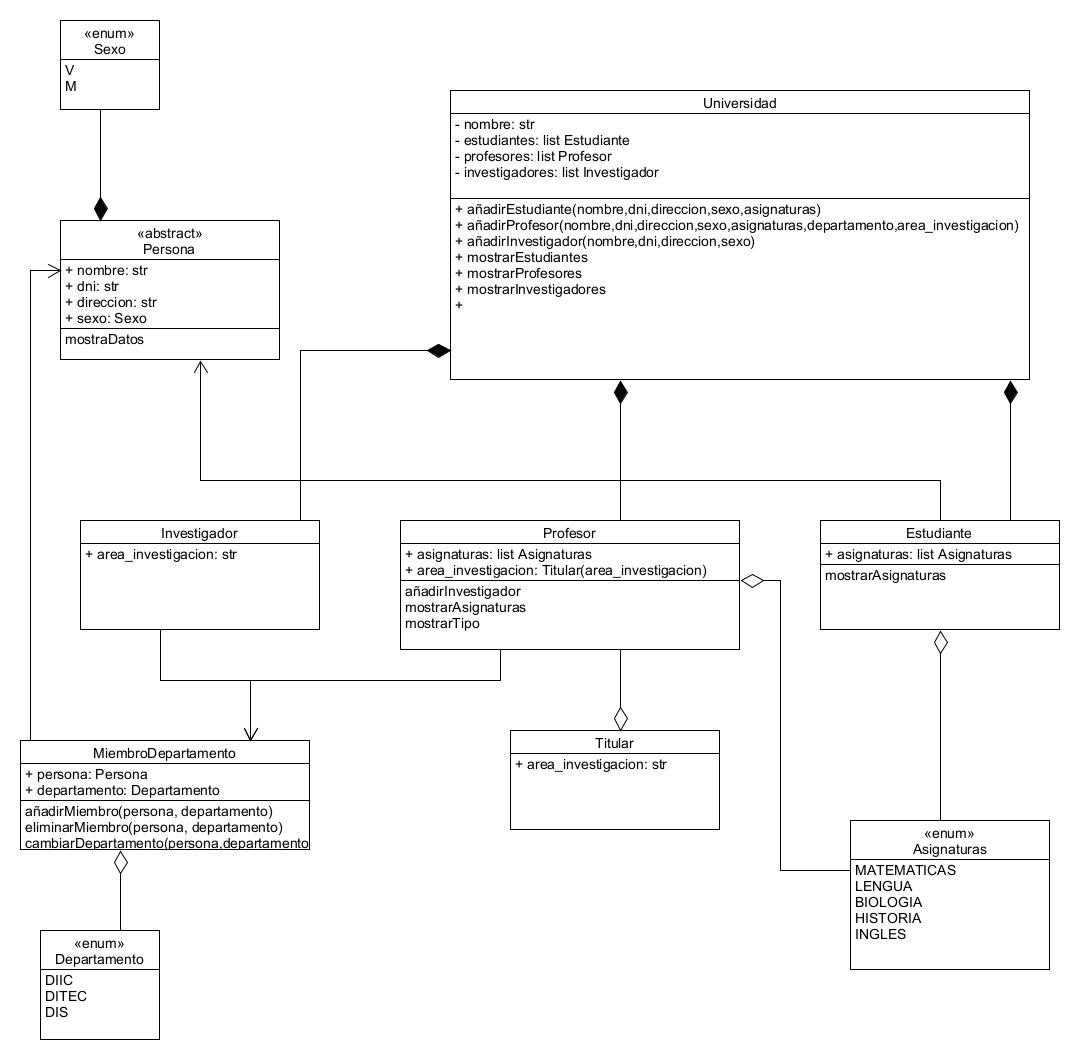 «enum»
Sexo
V
M
Universidad
- nombre: str
- estudiantes: list Estudiante
- profesores: list Profesor
- investigadores: list Investigador
+ añadirEstudiante(nombre,dni,direccion,sexo,asignaturas)
+ añadirProfesor(nombre,dni,direccion,sexo,asignaturas,departamento,area_investigacion)
+ añadirInvestigador(nombre,dni,direccion,sexo)
+ mostrarEstudiantes
+ mostrarProfesores
+ mostrarInvestigadores
+
«abstract»
Persona
+ nombre: str
+ dni: str
+ direccion: str
+ sexo: Sexo
mostraDatos
Investigador
+ area_investigacion: str
Profesor
+ asignaturas: list Asignaturas
+ area_investigacion: Titular(area_investigacion)
añadirInvestigador
mostrarAsignaturas
mostrarTipo
Estudiante
+ asignaturas: list Asignaturas
mostrarAsignaturas
MiembroDepartamento
+ persona: Persona
+ departamento: Departamento
añadirMiembro(persona, departamento)
eliminarMiembro(persona, departamento)
cambiarDepartamento(persona,departamento
Titular
+ area_investigacion: str
«enum»
Asignaturas
MATEMATICAS
LENGUA
BIOLOGIA
HISTORIA
INGLES
«enum»
Departamento
DIIC
DITEC
DIS